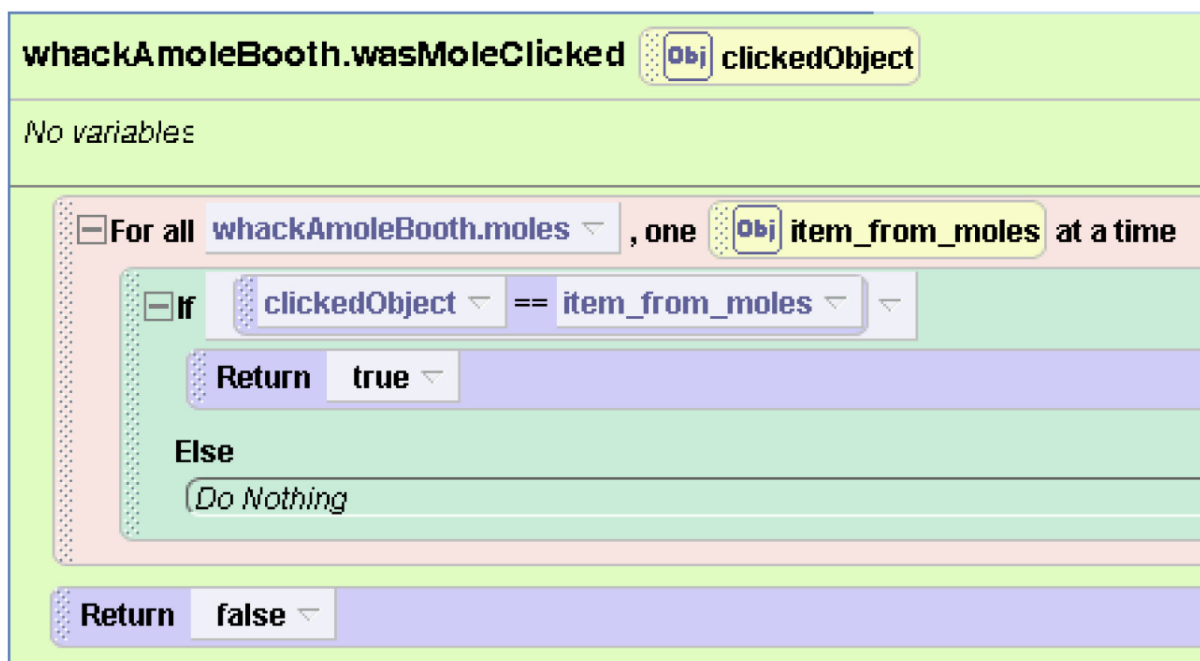 whackAmoleBooth.wasMoleClicked Obj clickedObject
No variables
For all whackAmoleBooth.moles , one Obj item_from_moles at a time
If clickedObject == item_from_moles
Return true
Else
Do Nothing
Return false